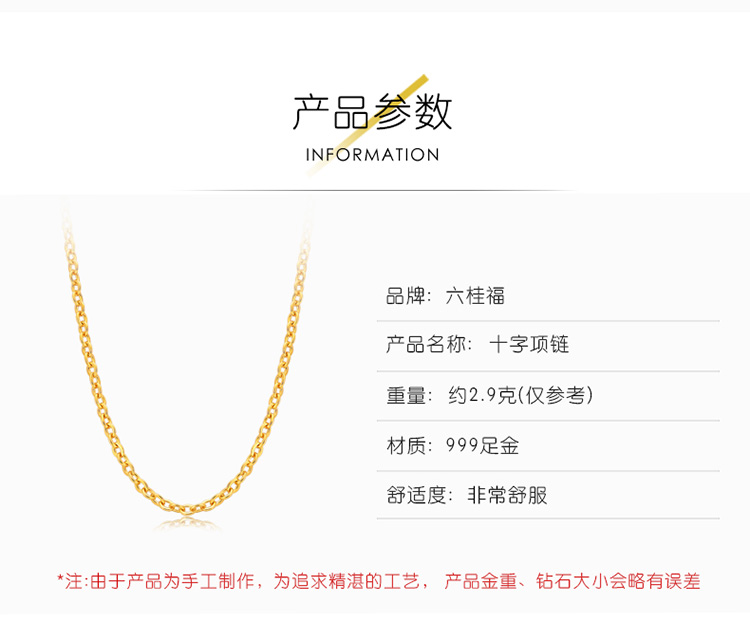 产品参数
INFORMATION
品牌：六桂福
产品名称： 十字项链
重量：约2.9克(仅参考)
材质：999足金
舒适度：非常舒服
*注:由于产品为手工制作，为追求精湛的工艺， 产品金重、钻石大小会略有误差